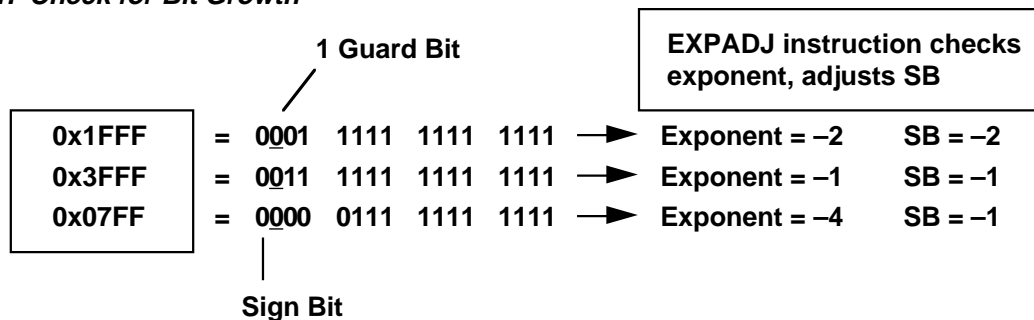 Check for Bit Growth
1 Guard Bit
EXPADJ instruction checks
exponent, adjusts SB
0x1FFF = 0001 1111 1111 1111 Exponent = –2 SB = –2
0x3FFF = 0011 1111 1111 1111 Exponent = –1 SB = –1
0x07FF = 0000 0111 1111 1111 Exponent = –4 SB = –1
Sign Bit